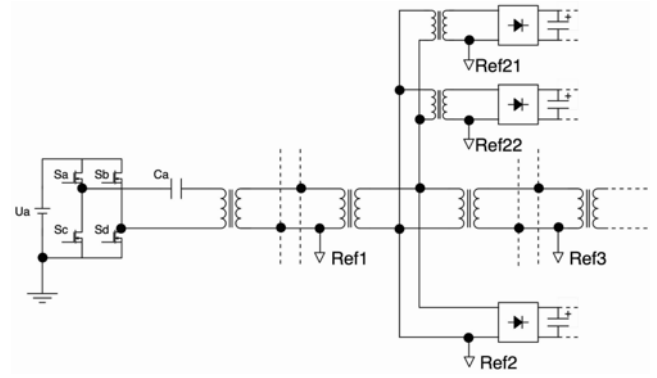 +
Ref21
+
Ref22
Sa Sb Ca
Ua
Sc Sd
Ref1 Ref3
+
Ref2